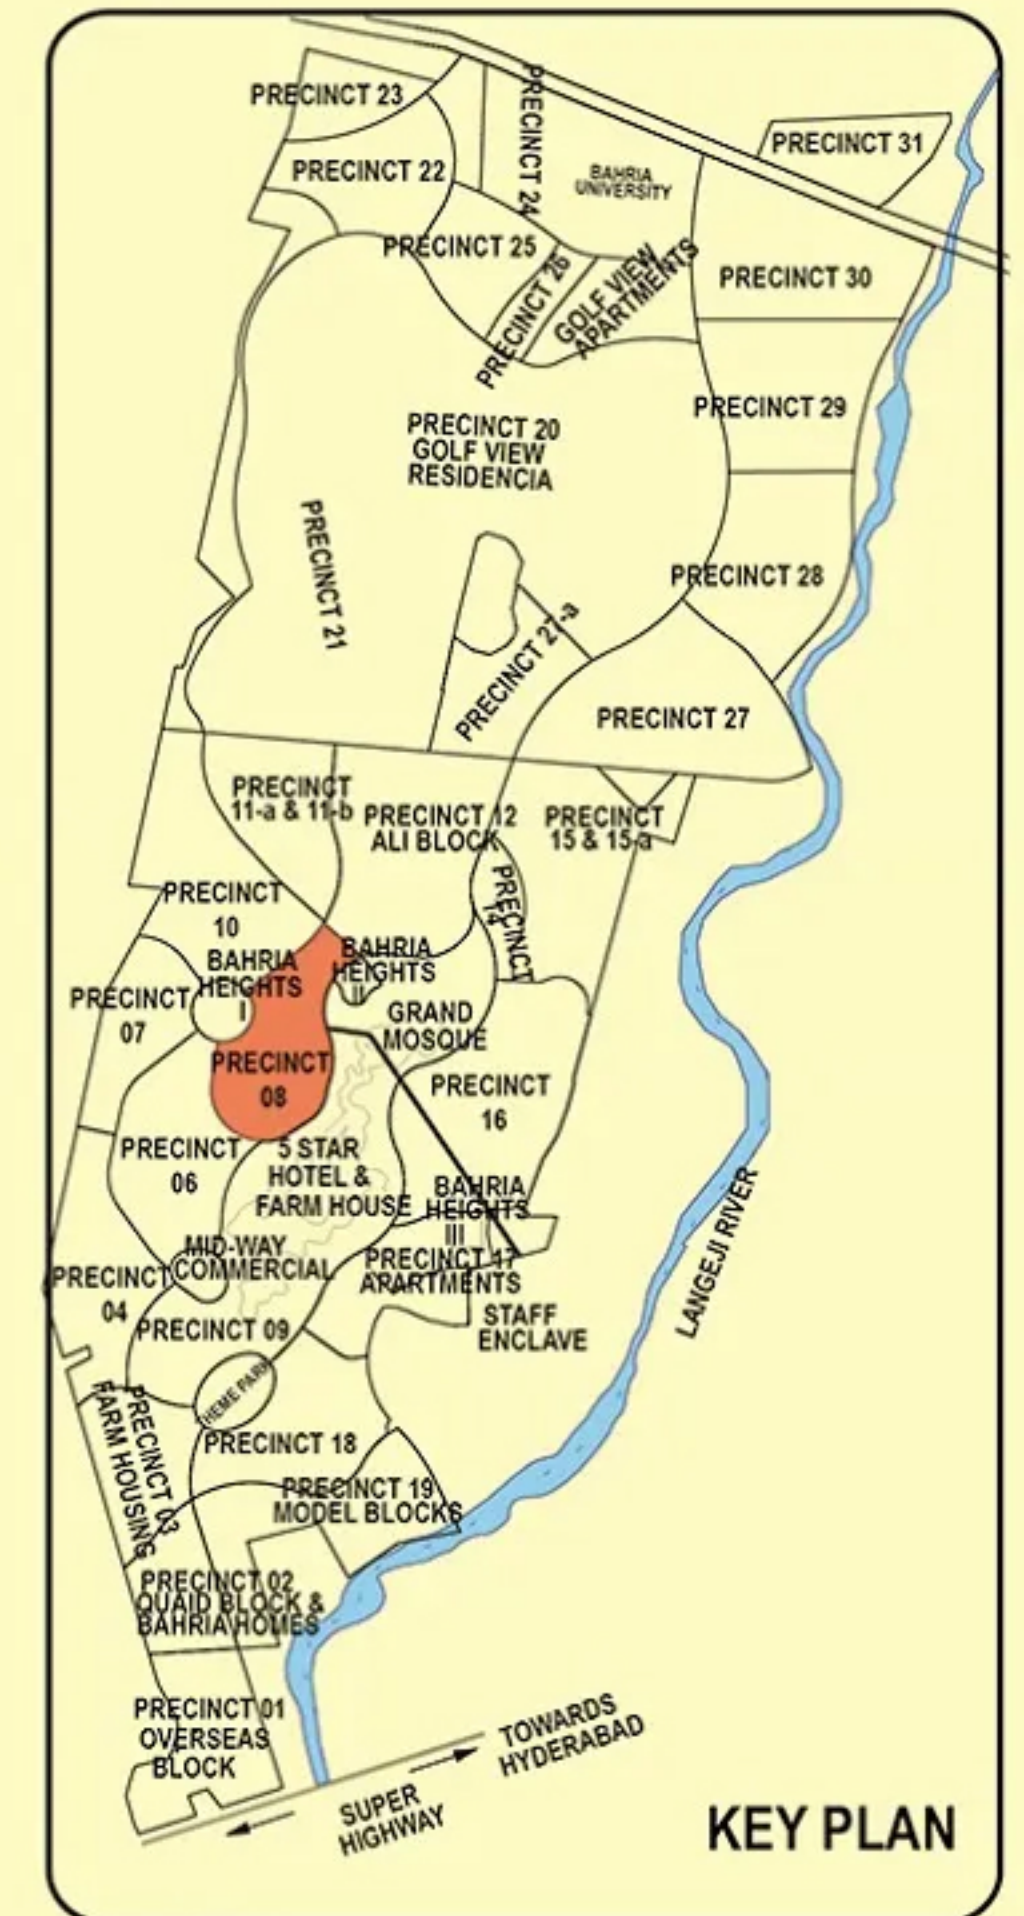 PRECINCT 23
PRECINCT 24
PRECINCT 31
PRECINCT 22
BAHRIA
UNIVERSITY
PRECINCT 25
PRECINCT 26
GOLF VIEW
APARTMENTS
PRECINCT 30
PRECINCT 29
PRECINCT 20
GOLF VIEW
RESIDENCIA
PRECINCT 21
PRECINCT 28
PRECINCT 27-a
PRECINCT 27
PRECINCT
11-a & 11-b
PRECINCT 12
ALI BLOCK
PRECINCT
15 & 15-a
PRECINCT
14
PRECINCT
10
BAHRIA
HEIGHTS
I
BAHRIA
HEIGHTS
II
PRECINCT
07
GRAND
MOSQUE
PRECINCT
08
PRECINCT
16
PRECINCT
06
5 STAR
HOTEL &
FARM HOUSE
BAHRIA
HEIGHTS
III
LANGEJI RIVER
MID-WAY
COMMERCIAL
PRECINCT 17
APARTMENTS
PRECINCT
04
PRECINCT 09
STAFF
ENCLAVE
THEME PARK
PRECINCT 03
FARM HOUSING
PRECINCT 18
PRECINCT 19
MODEL BLOCKS
PRECINCT 02
QUAID BLOCK &
BAHRIA HOMES
PRECINCT 01
OVERSEAS
BLOCK
TOWARDS
HYDERABAD
SUPER
HIGHWAY
KEY PLAN